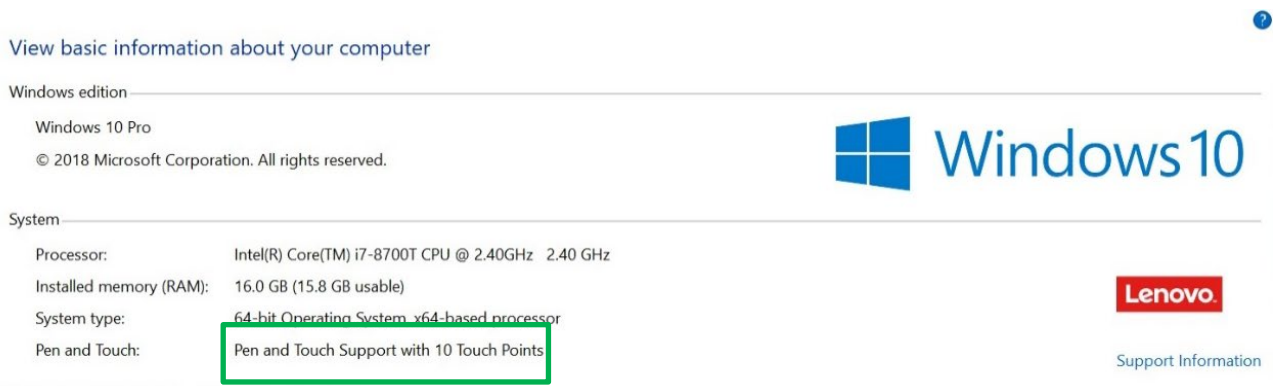 ?
View basic information about your computer
Windows edition
Windows 10 Pro
© 2018 Microsoft Corporation. All rights reserved.
Windows 10
System
Processor: Intel(R) Core(TM) i7-8700T CPU @ 2.40GHz 2.40 GHz
Installed memory (RAM): 16.0 GB (15.8 GB usable)
System type: 64-bit Operating System, x64-based processor
Pen and Touch: Pen and Touch Support with 10 Touch Points
Lenovo.
Support Information